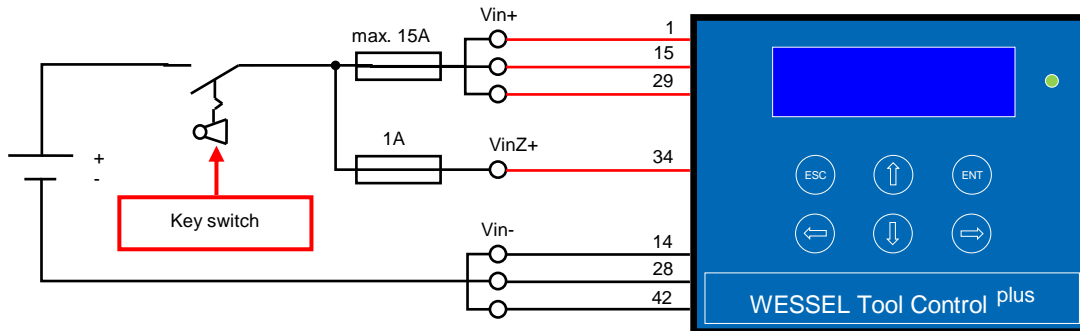 Vin+
max. 15A
1
15
29
1A
VinZ+
34
+
-
Key switch
Vin-
14
28
42
ESC
ENT
WESSEL Tool Control plus